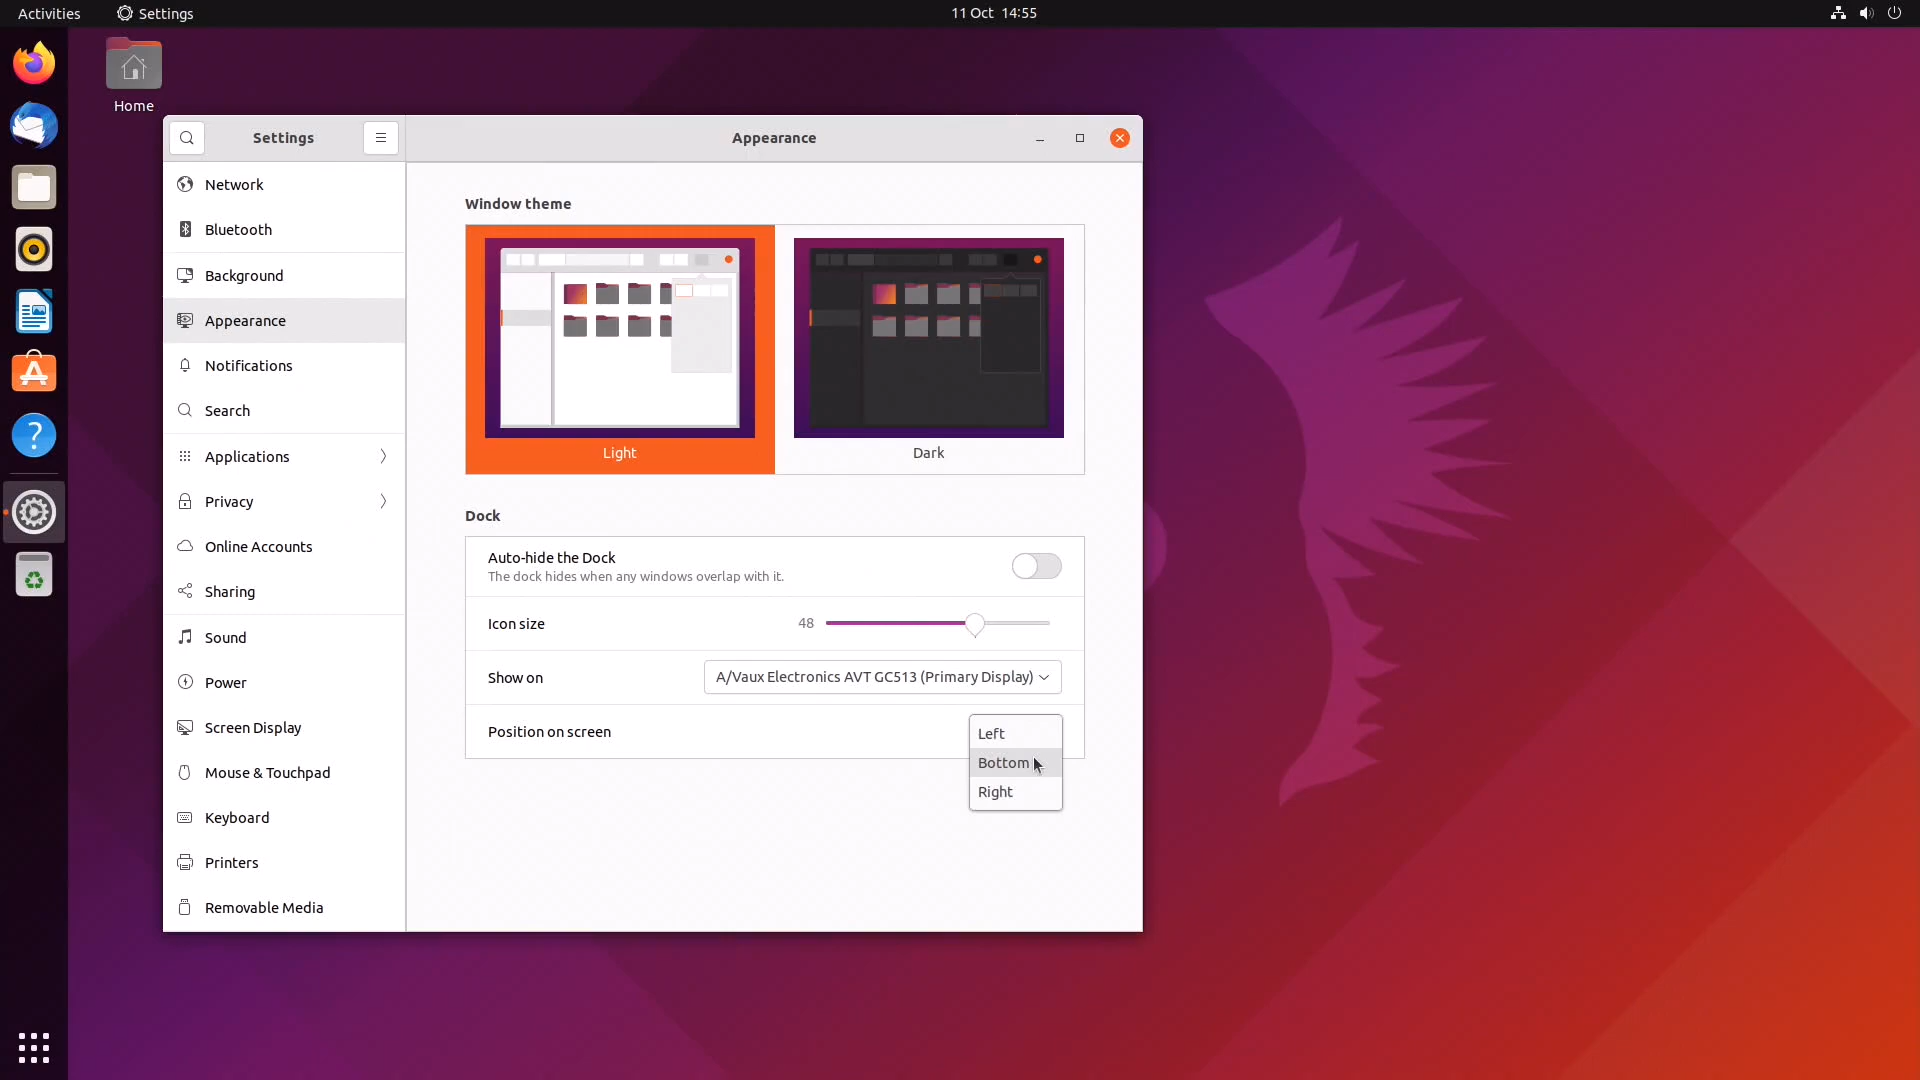 Activities
Settings
11 Oct 14:55
Home
Settings
Appearance
Network
Bluetooth
Background
Appearance
Notifications
Search
Applications
Privacy
Online Accounts
Sharing
Sound
Power
Screen Display
Mouse & Touchpad
Keyboard
Printers
Removable Media
Window theme
Light
Dark
Dock
Auto-hide the Dock
The dock hides when any windows overlap with it.
Icon size
48
Show on
A/Vaux Electronics AVT GC513 (Primary Display)
Position on screen
Left
Bottom
Right